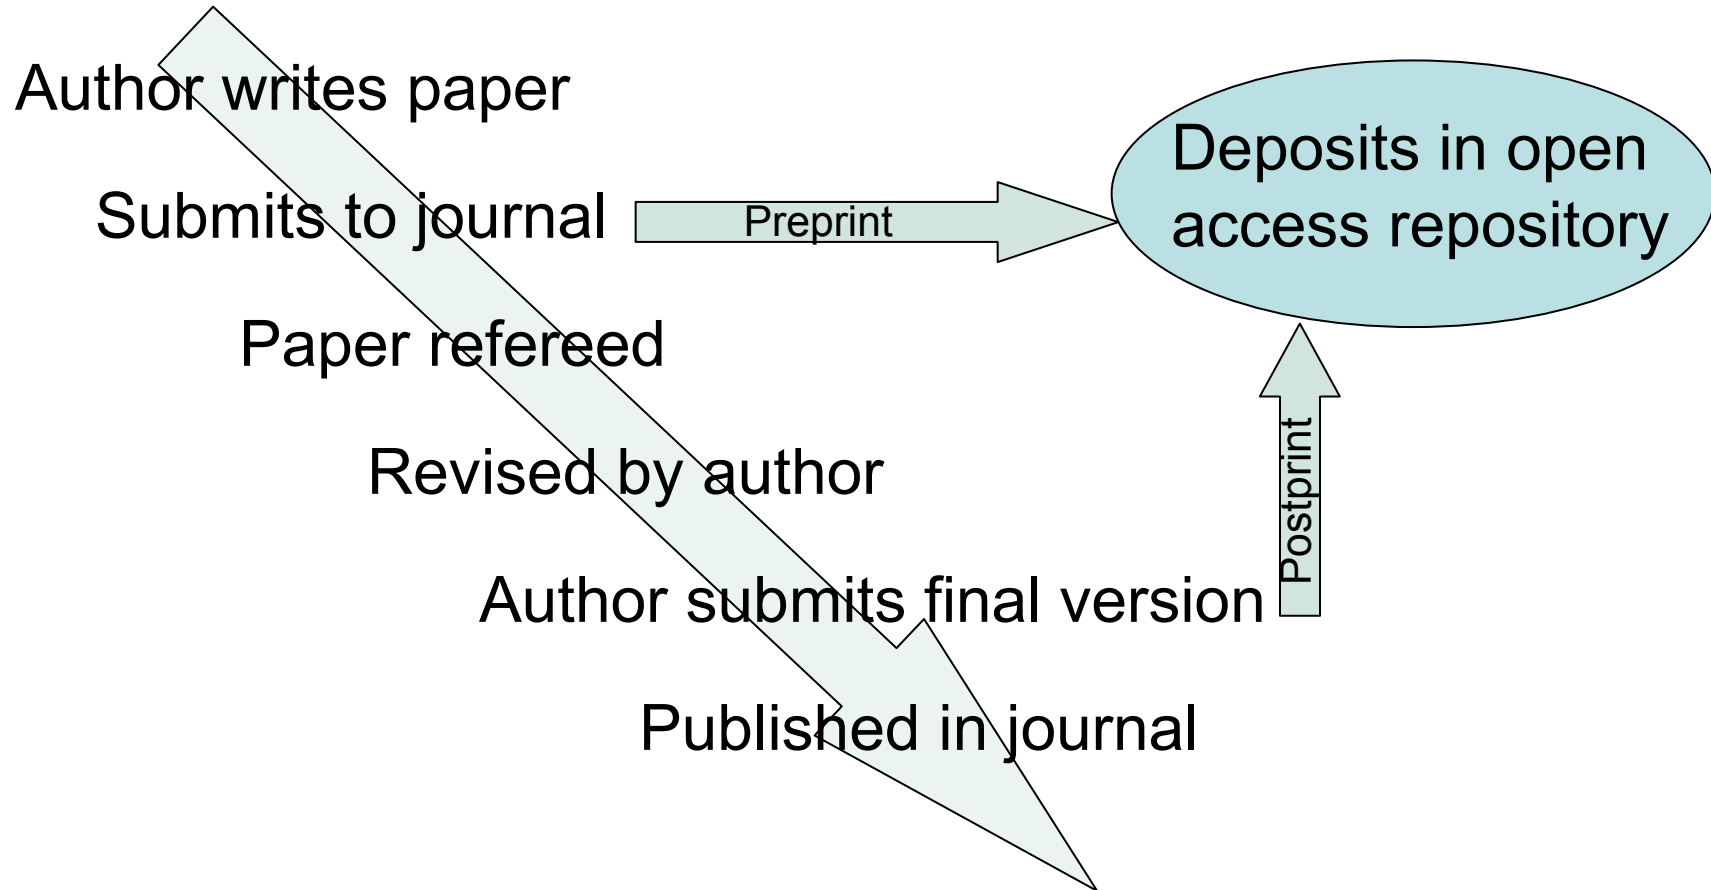 Author writes paper
Deposits in open
access repository
Submits to journal
Preprint
Paper refereed
Revised by author
Postprint
Author submits final version
Published in journal